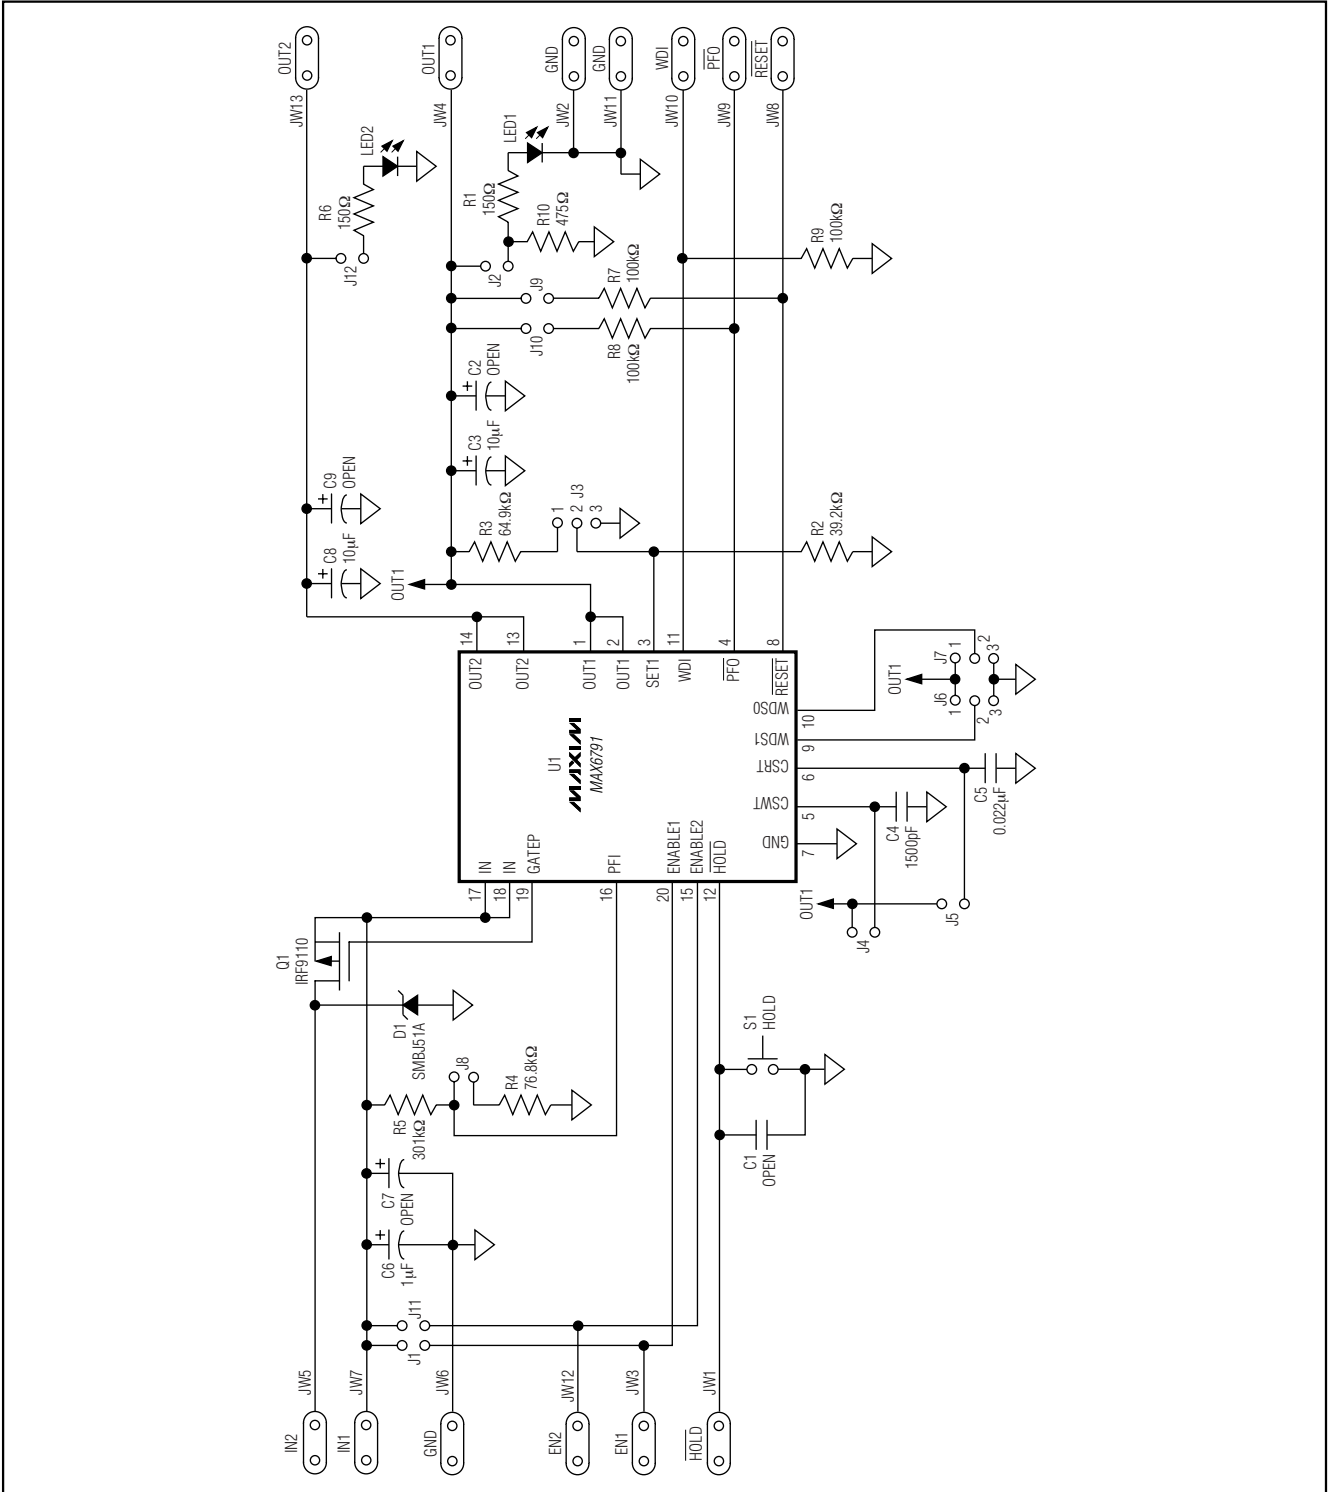 OUT2
JW13
R6
150Ω
LED2
J12
C9
OPEN
C8
10µF
OUT1
JW4
R1
150Ω
LED1
R10
475Ω
J2
GND
JW2
GND
JW11
WDI
JW10
PFO
JW9
RESET
JW8
J9
R7
100kΩ
J10
R8
100kΩ
R9
100kΩ
C2
OPEN
C3
10µF
R3
64.9kΩ
1
2
3
J3
R2
39.2kΩ
OUT1
14
13
1
2
3
11
4
8
OUT2
OUT2
OUT1
OUT1
SET1
WDI
PFO
RESET
U1
MAXIM
MAX6791
WDS0
10
WDS1
9
CSRT
6
CSWT
5
GND
7
IN
IN
GATEP
PFI
ENABLE1
ENABLE2
HOLD
17
18
19
16
20
15
12
OUT1
J7
1
2
3
J6
1
2
3
C5
0.022µF
C4
1500pF
OUT1
J4
J5
Q1
IRF9110
D1
SMBJ51A
J8
R4
76.8kΩ
R5
301kΩ
C7
OPEN
C6
1µF
S1
HOLD
C1
OPEN
J11
J1
IN2
JW5
IN1
JW7
GND
JW6
EN2
JW12
EN1
JW3
HOLD
JW1